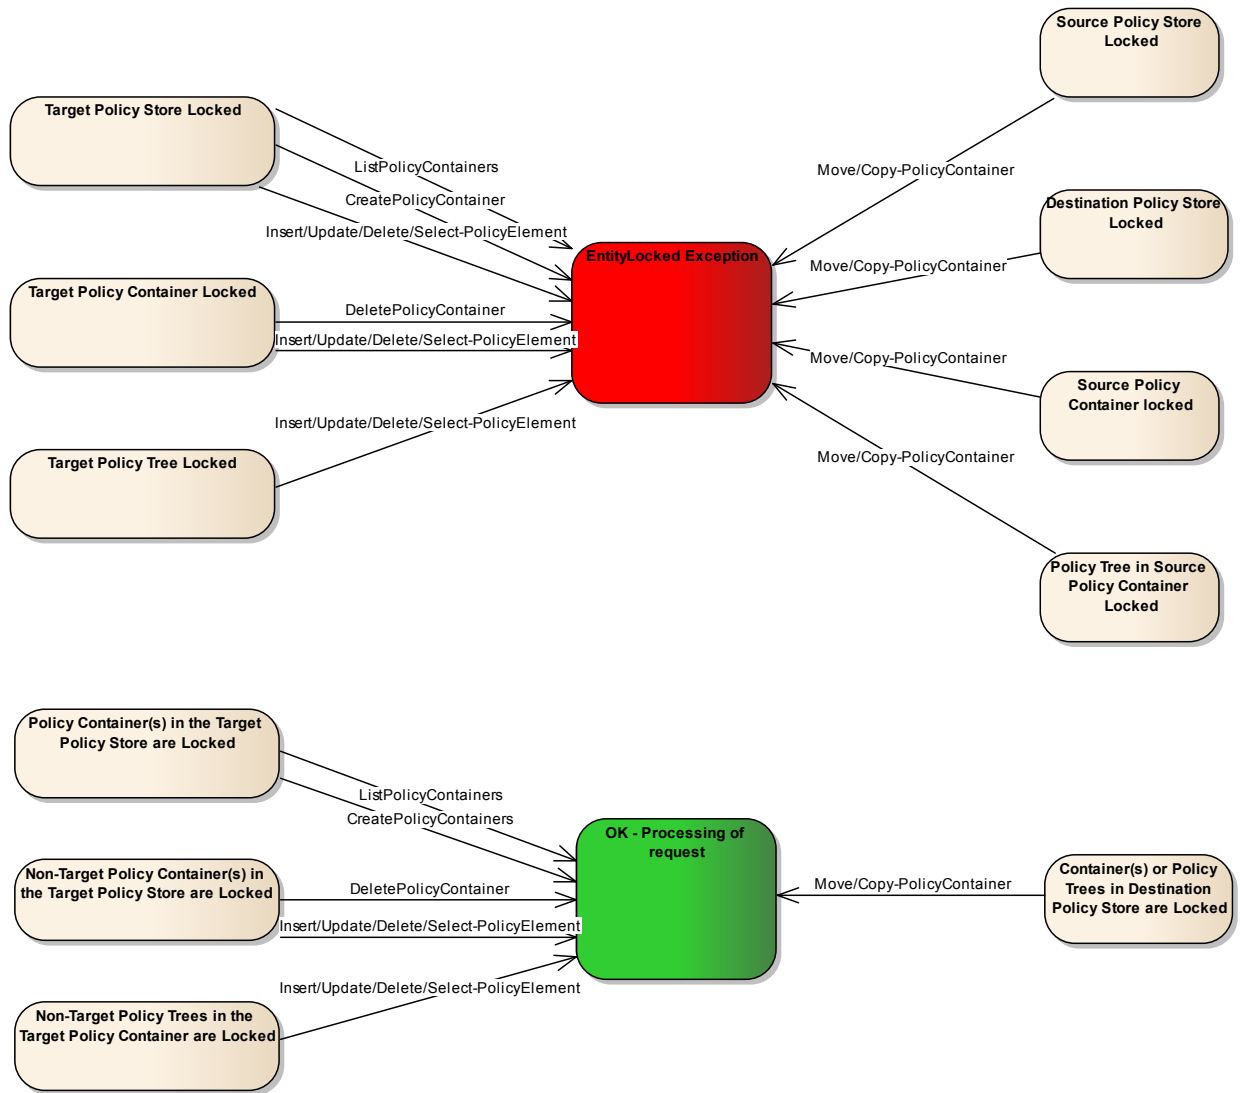 Source Policy Store
Locked
Target Policy Store Locked
ListPolicyContainers
Move/Copy-PolicyContainer
CreatePolicyContainer
Destination Policy Store
Locked
Insert/Update/Delete/Select-PolicyElement
EntityLocked Exception
Move/Copy-PolicyContainer
Target Policy Container Locked
DeletePolicyContainer
Insert/Update/Delete/Select-PolicyElement
Move/Copy-PolicyContainer
Source Policy
Container locked
Insert/Update/Delete/Select-PolicyElement
Target Policy Tree Locked
Move/Copy-PolicyContainer
Policy Tree in Source
Policy Container
Locked
Policy Container(s) in the Target
Policy Store are Locked
ListPolicyContainers
CreatePolicyContainers
OK - Processing of
request
Non-Target Policy Container(s) in
the Target Policy Store are Locked
DeletePolicyContainer
Move/Copy-PolicyContainer
Container(s) or Policy
Trees in Destination
Policy Store are Locked
Insert/Update/Delete/Select-PolicyElement
Insert/Update/Delete/Select-PolicyElement
Non-Target Policy Trees in the
Target Policy Container are Locked